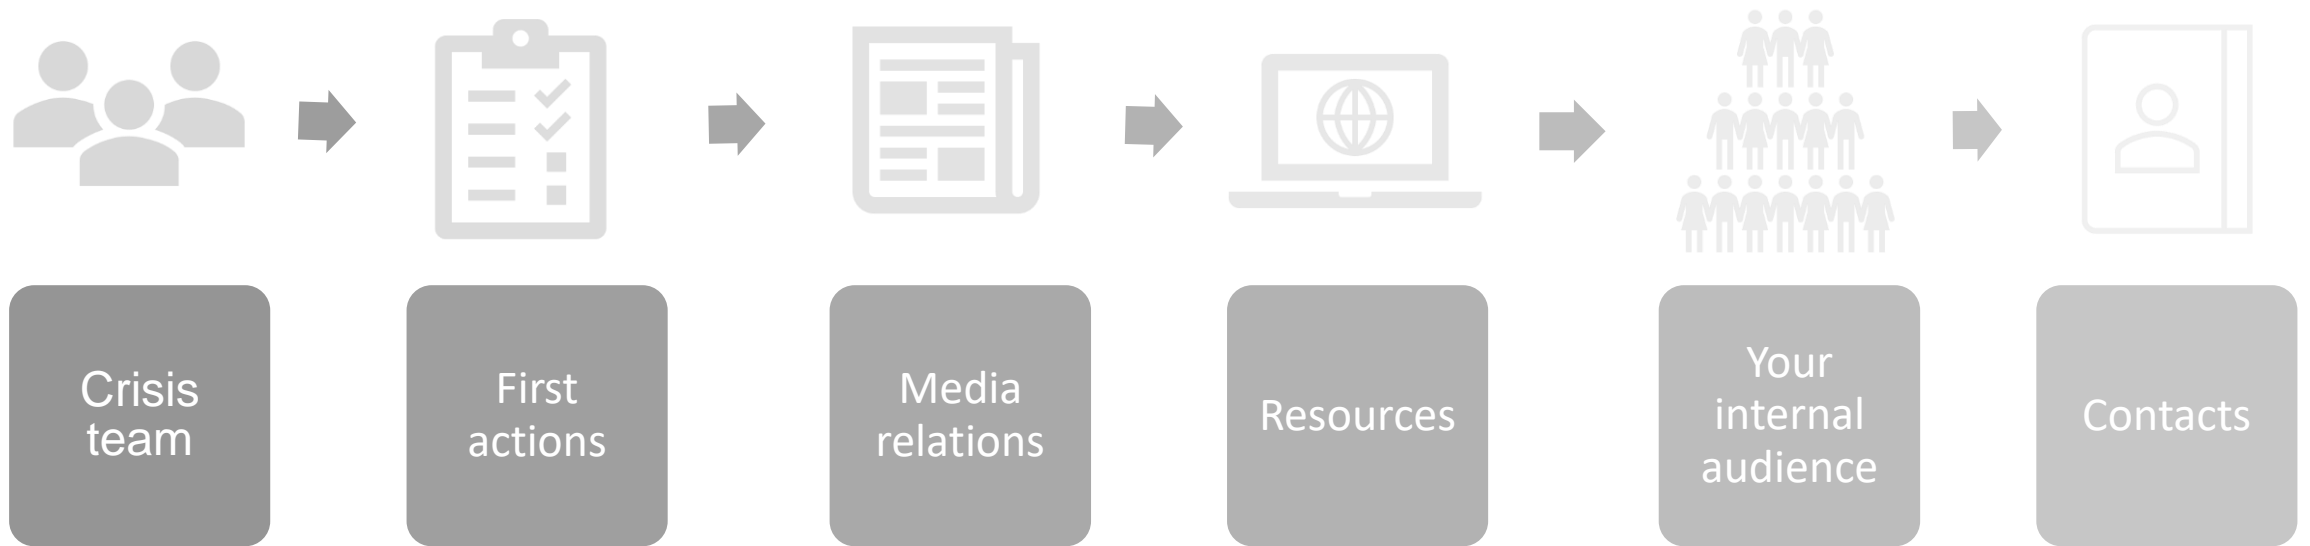 Crisis
team
First
actions
Media
relations
Resources
Your
internal
audience
Contacts